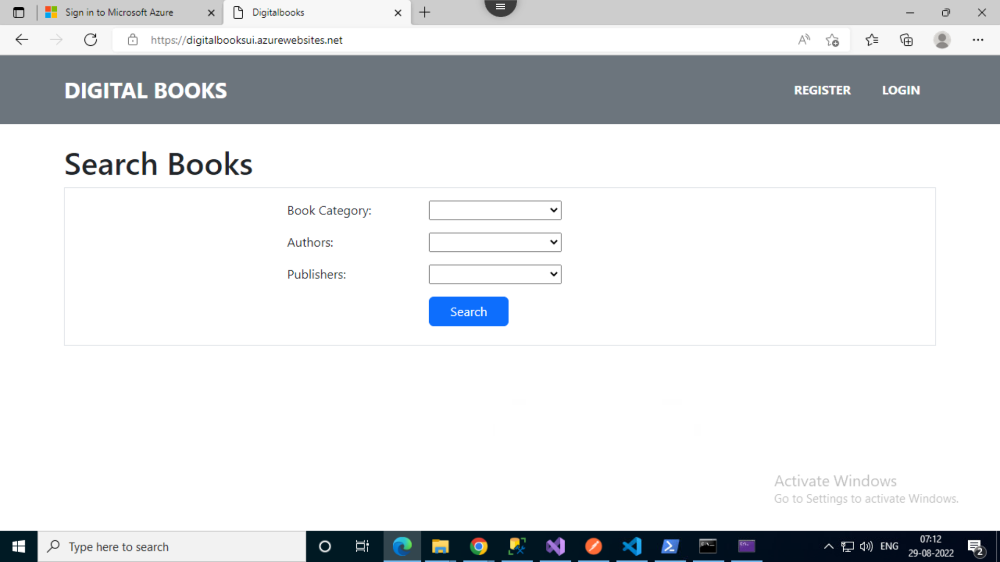 Sign in to Microsoft Azure
Digitalbooks
https://digitalbooksui.azurewebsites.net
DIGITAL BOOKS
REGISTER
LOGIN
Search Books
Book Category:
Authors:
Publishers:
Search
Activate Windows
Go to Settings to activate Windows.
Type here to search
ENG
07:12
29-08-2022
2